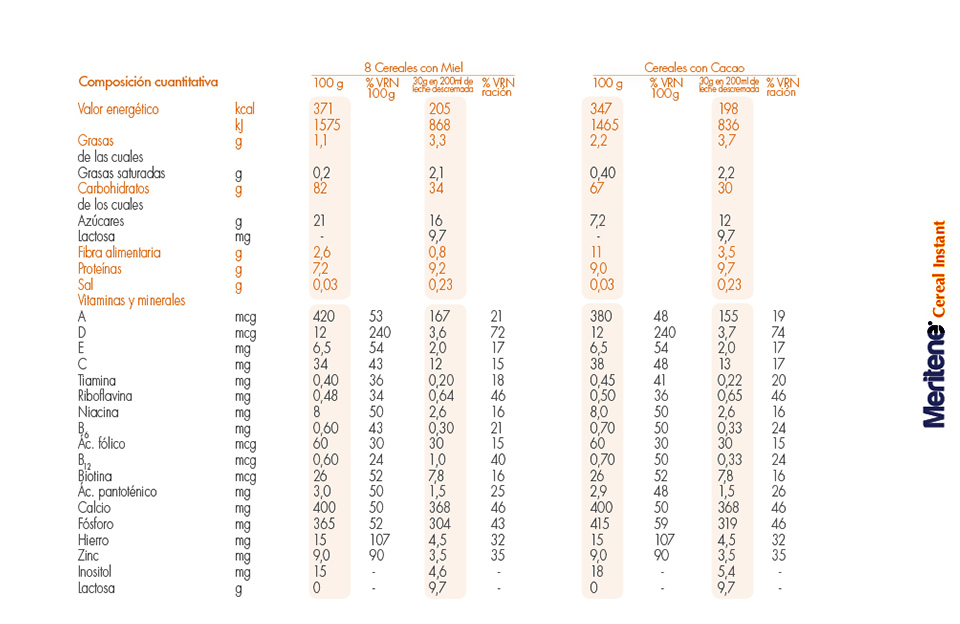 8 Cereales con Miel Cereales con Cacao
Composición cuantitativa 100 g % VRN 100g 30g en 200ml de leche descremada % VRN ración 100 g % VRN 100g 30g en 200ml de leche descremada % VRN ración
Valor energético kcal 371 205 347 198
kJ 1575 868 1465 836
Grasas g 1,1 3,3 2,2 3,7
de las cuales
Grasas saturadas g 0,2 2,1 0,40 2,2
Carbohidratos g 82 34 67 30
de los cuales
Azúcares g 21 16 7,2 12
Lactosa mg - 9,7 - 9,7
Fibra alimentaria g 2,6 0,8 11 3,5
Proteínas g 7,2 9,2 9,0 9,7
Sal g 0,03 0,23 0,03 0,23
Vitaminas y minerales
A mcg 420 53 167 21 380 48 155 19
D mcg 12 240 3,6 72 12 240 3,7 74
E mg 6,5 54 2,0 17 6,5 54 2,0 17
C mg 34 43 12 15 38 48 13 17
Tiamina mg 0,40 36 0,20 18 0,45 41 0,22 20
Riboflavina mg 0,48 34 0,64 46 0,50 36 0,65 46
Niacina mg 8 50 2,6 16 8,0 50 2,6 16
B6 mg 0,60 43 0,30 21 0,70 50 0,33 24
Ác. fólico mcg 60 30 30 15 60 30 30 15
B12 mcg 0,60 24 1,0 40 0,70 50 0,33 24
Biotina mcg 26 52 7,8 16 26 52 7,8 16
Ác. pantoténico mg 3,0 50 1,5 25 2,9 48 1,5 26
Calcio mg 400 50 368 46 400 50 368 46
Fósforo mg 365 52 304 43 415 59 319 46
Hierro mg 15 107 4,5 32 15 107 4,5 32
Zinc mg 9,0 90 3,5 35 9,0 90 3,5 35
Inositol mg 15 - 4,6 - 18 - 5,4 -
Lactosa g 0 - 9,7 - 0 - 9,7 -
Meritene® Cereal Instant